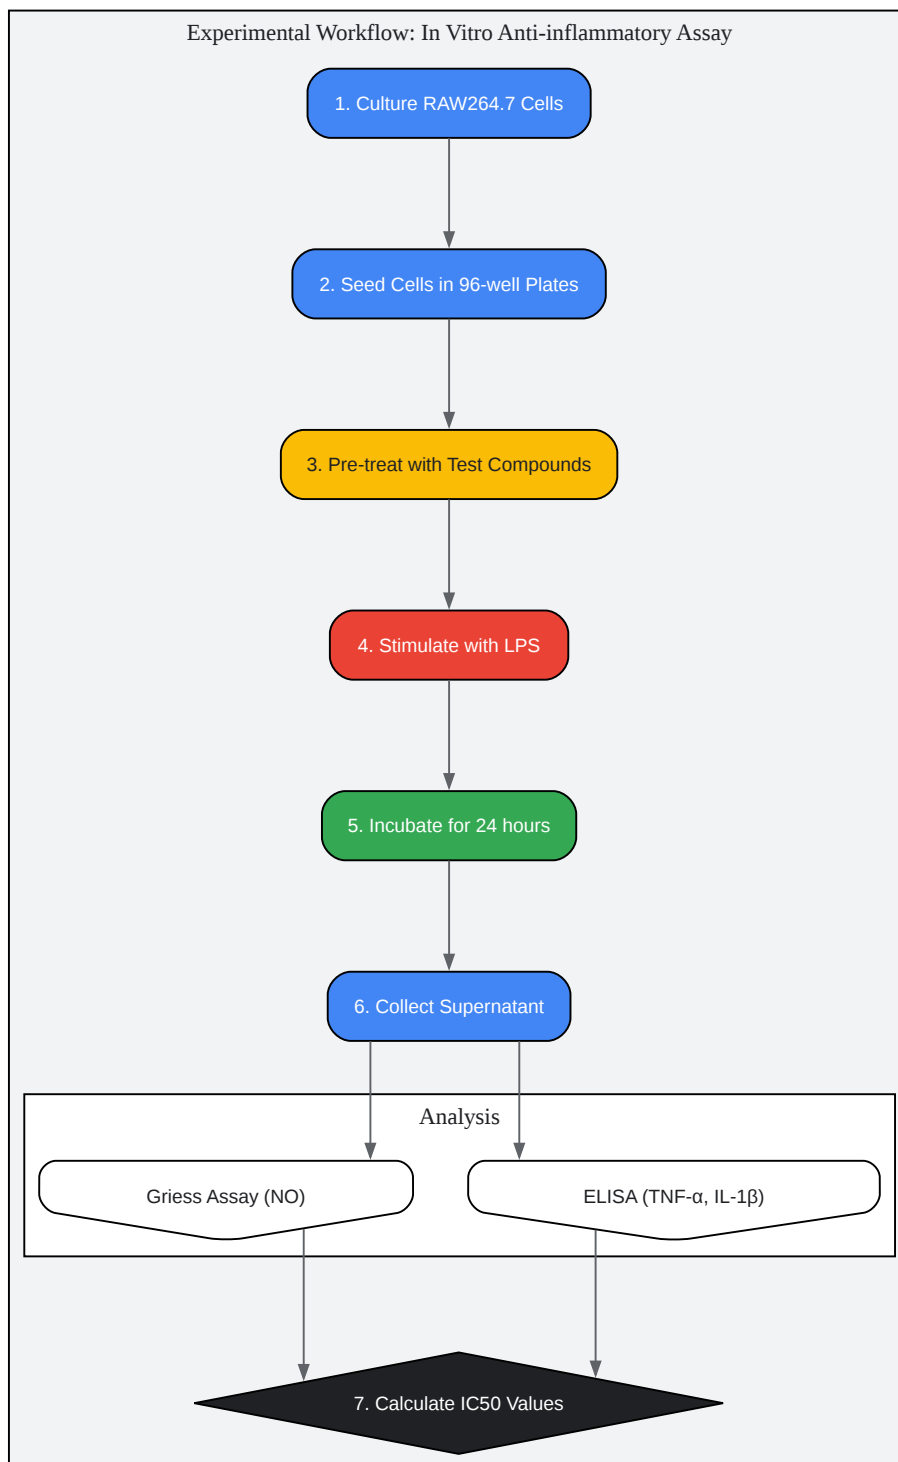 Experimental Workflow: In Vitro Anti-inflammatory Assay
1. Culture RAW264.7 Cells
2. Seed Cells in 96-well Plates
3. Pre-treat with Test Compounds
4. Stimulate with LPS
5. Incubate for 24 hours
6. Collect Supernatant
Analysis
Griess Assay (NO)
ELISA (TNF-α, IL-1β)
7. Calculate IC50 Values